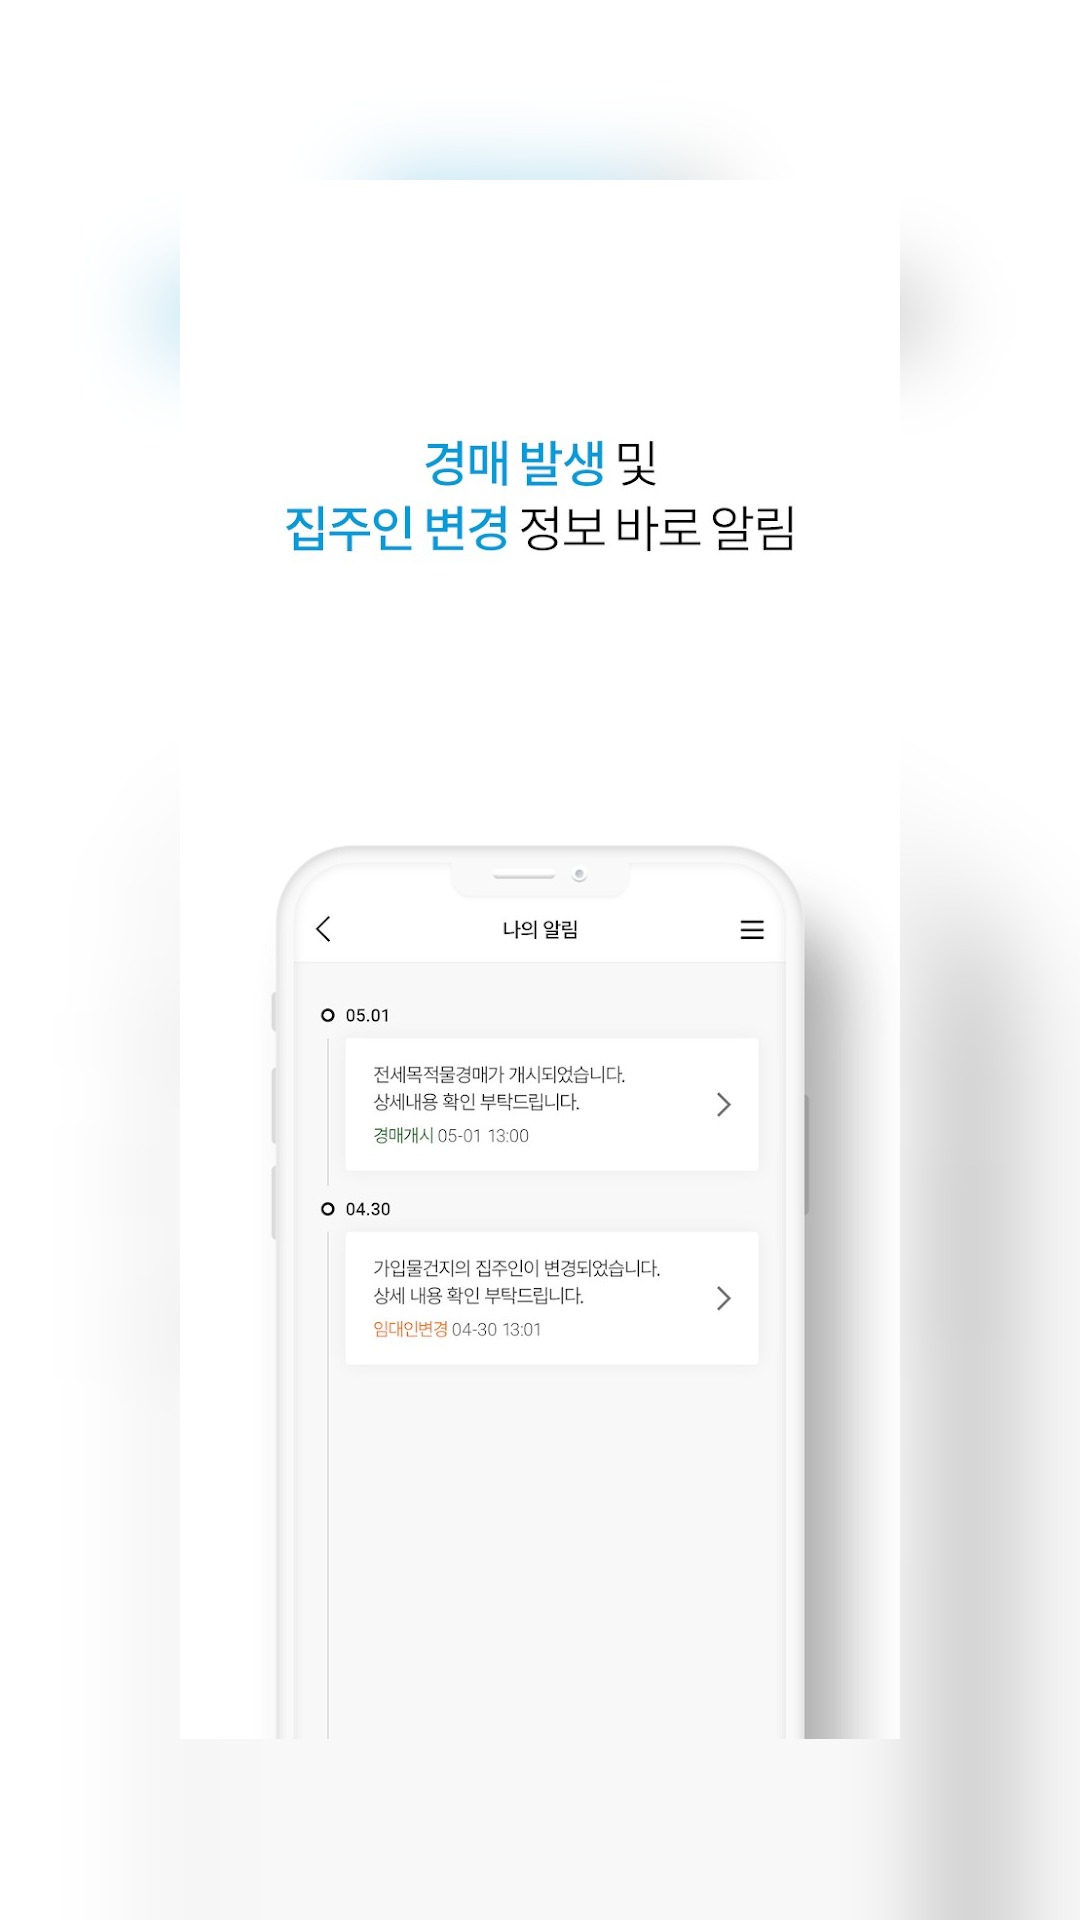 경매 발생 및
집주인 변경 정보 바로 알림
나의 알림
05.01
전세목적물경매가 개시되었습니다.
상세내용 확인 부탁드립니다.
경매개시 05-01 13:00
04.30
가입물건지의 집주인이 변경되었습니다.
상세 내용 확인 부탁드립니다.
임대인변경 04-30 13:01